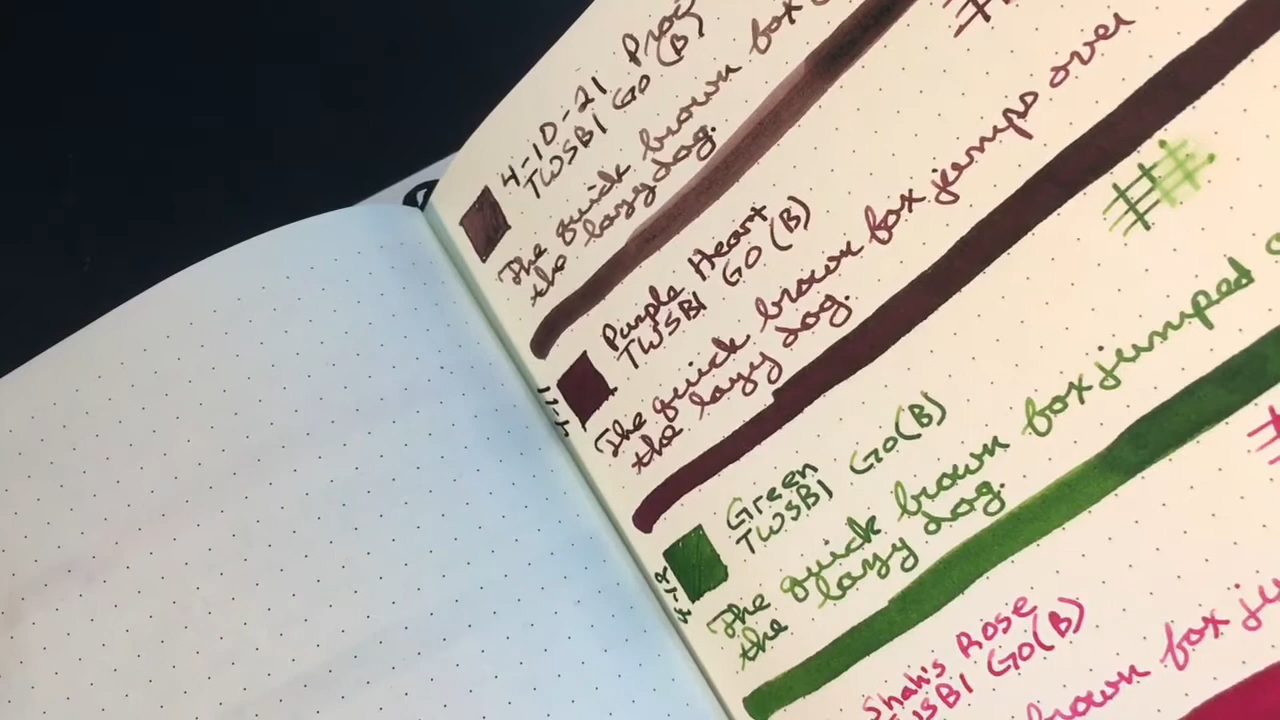 4-10-21
TWSBI GO (B)
The quick brown fox
the lazy dog.
Purple Heart
TWSBI GO (B)
The quick brown fox jumps over
the lazy dog.
Green
TWSBI GO (B)
The quick brown fox jumped
the lazy dog.
Shah's Rose
TWSBI GO (B)
brown fox